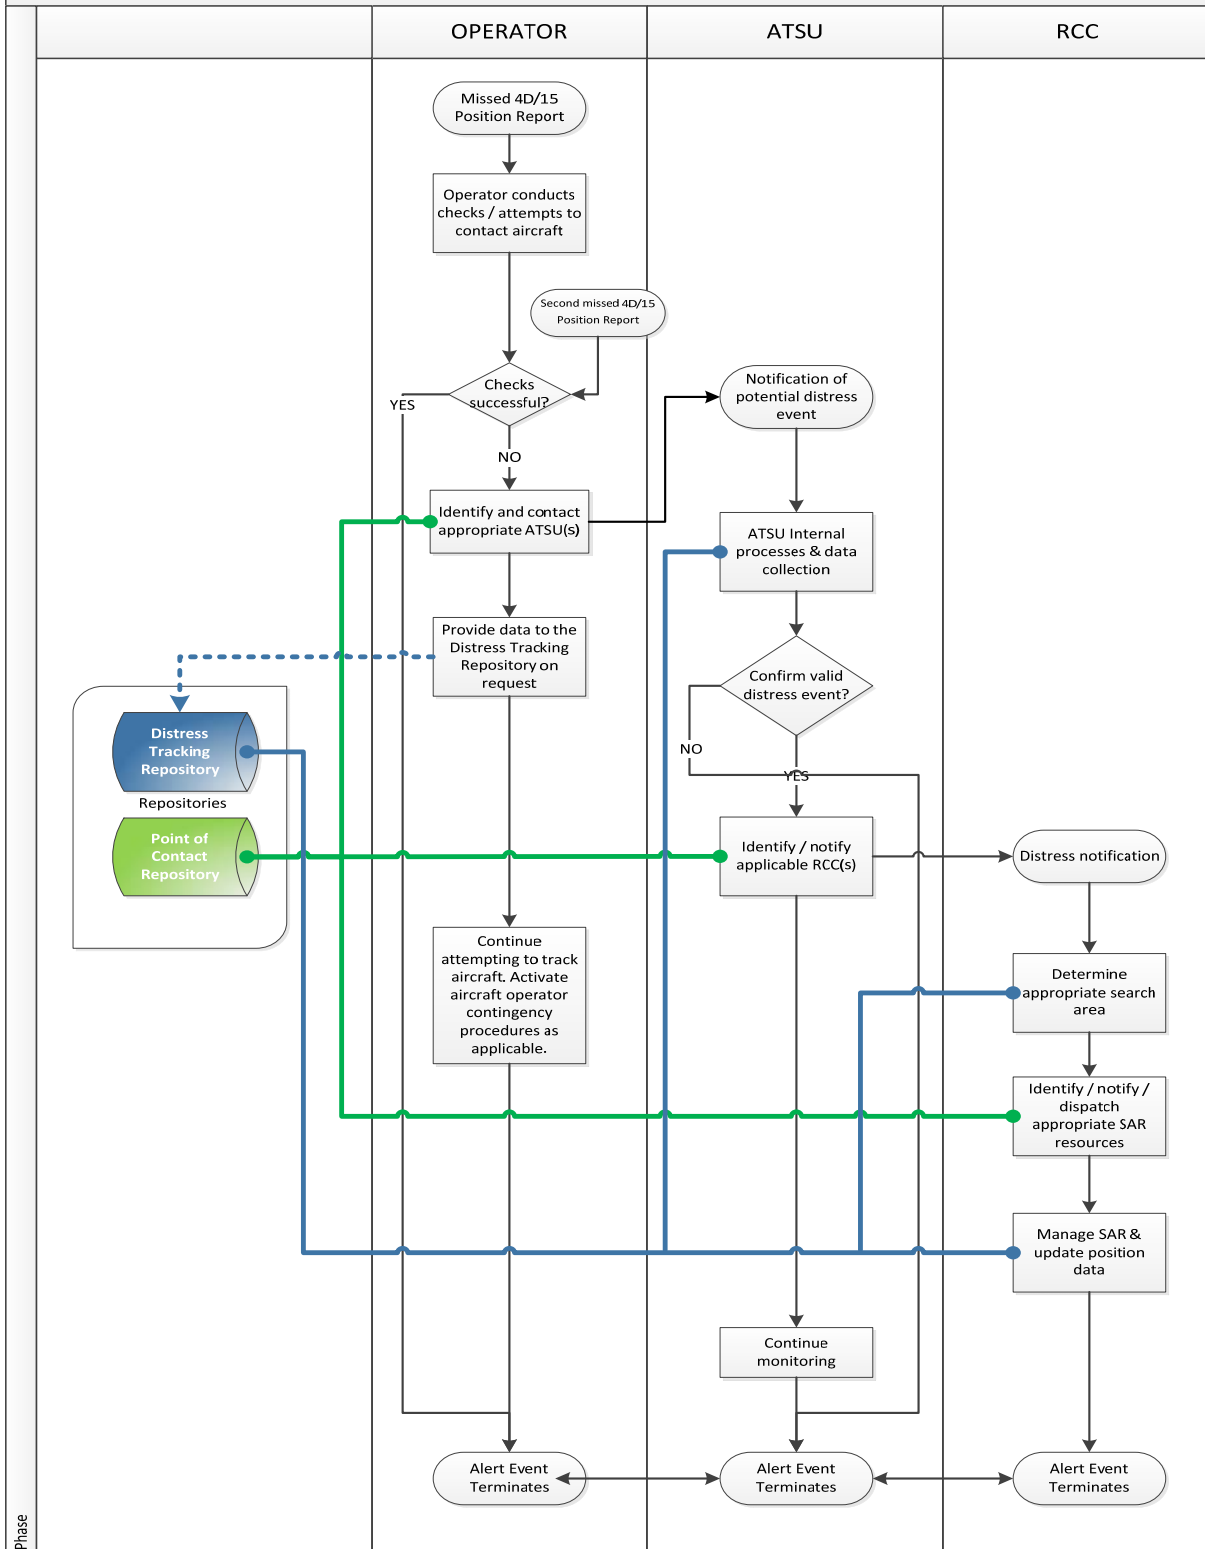 OPERATOR
ATSU
RCC
Missed 4D/15
Position Report
Operator conducts
checks / attempts to
contact aircraft
Second missed 4D/15
Position Report
Checks
successful?
YES
NO
Notification of
potential distress
event
Identify and contact
appropriate ATSU(s)
ATSU Internal
processes & data
collection
Provide data to the
Distress Tracking
Repository on
request
Confirm valid
distress event?
NO
YES
Distress
Tracking
Repository
Repositories
Point of
Contact
Repository
Identify / notify
applicable RCC(s)
Distress notification
Continue
attempting to track
aircraft. Activate
aircraft operator
contingency
procedures as
applicable.
Determine
appropriate search
area
Identify / notify /
dispatch
appropriate SAR
resources
Manage SAR &
update position
data
Continue
monitoring
Alert Event
Terminates
Alert Event
Terminates
Alert Event
Terminates
Phase